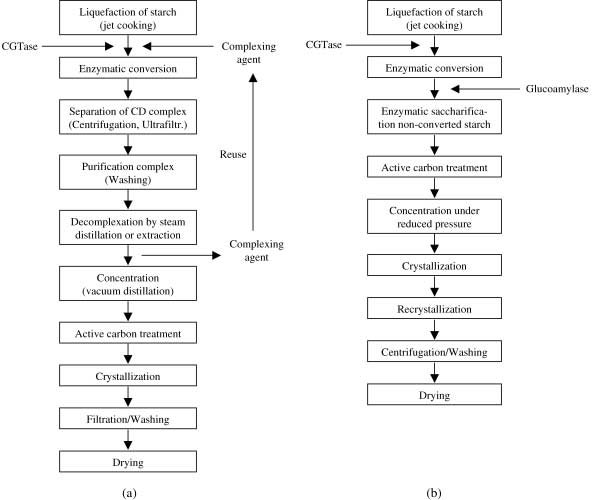 Liquefaction of starch
(jet cooking)
CGTase
Complexing
agent
Enzymatic conversion
Separation of CD complex
(Centrifugation, Ultrafiltr.)
Reuse
Purification complex
(Washing)
Decomplexation by steam
distillation or extraction
Complexing
agent
Concentration
(vacuum distillation)
Active carbon treatment
Crystallization
Filtration/Washing
Drying
(a)
Liquefaction of starch
(jet cooking)
CGTase
Enzymatic conversion
Glucoamylase
Enzymatic saccharifica-
tion non-converted starch
Active carbon treatment
Concentration under
reduced pressure
Crystallization
Recrystallization
Centrifugation/Washing
Drying
(b)